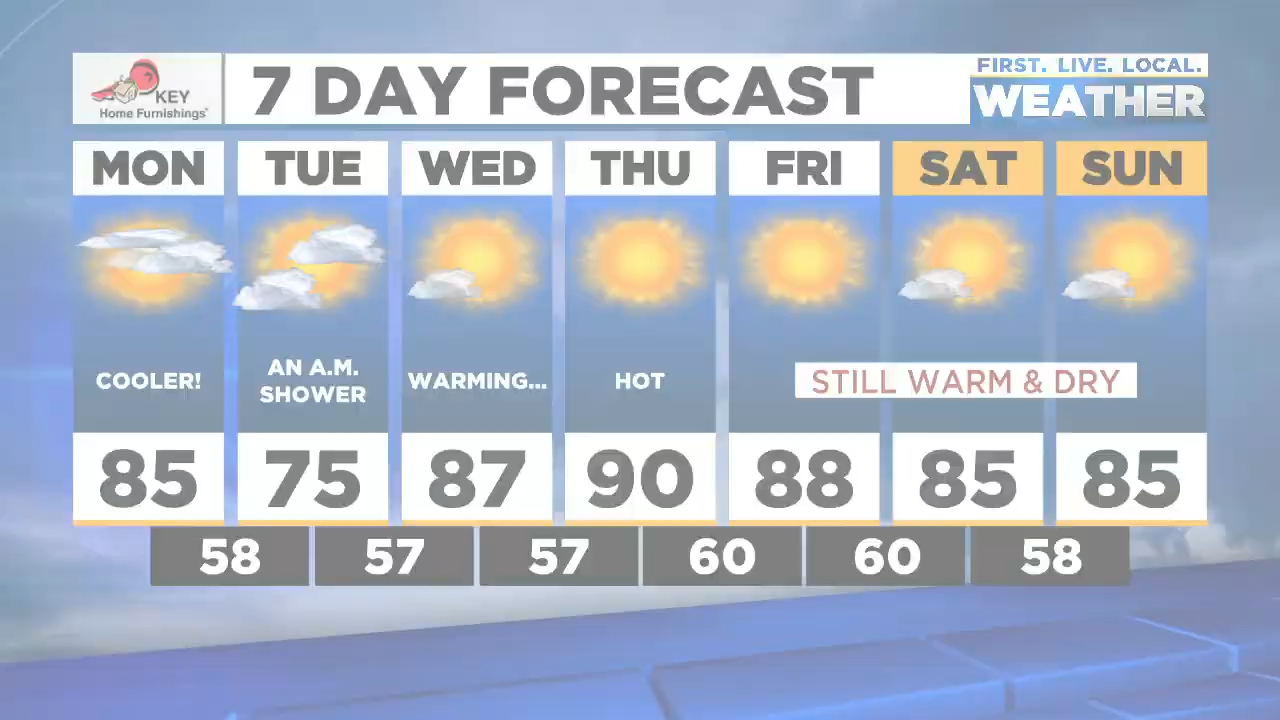 KEY
Home Furnishings
7 DAY FORECAST
FIRST. LIVE. LOCAL.
WEATHER
MON TUE WED THU FRI SAT SUN
COOLER!
AN A.M.
SHOWER
WARMING...
HOT
STILL WARM & DRY
85 75 87 90 88 85 85
58 57 57 60 60 58